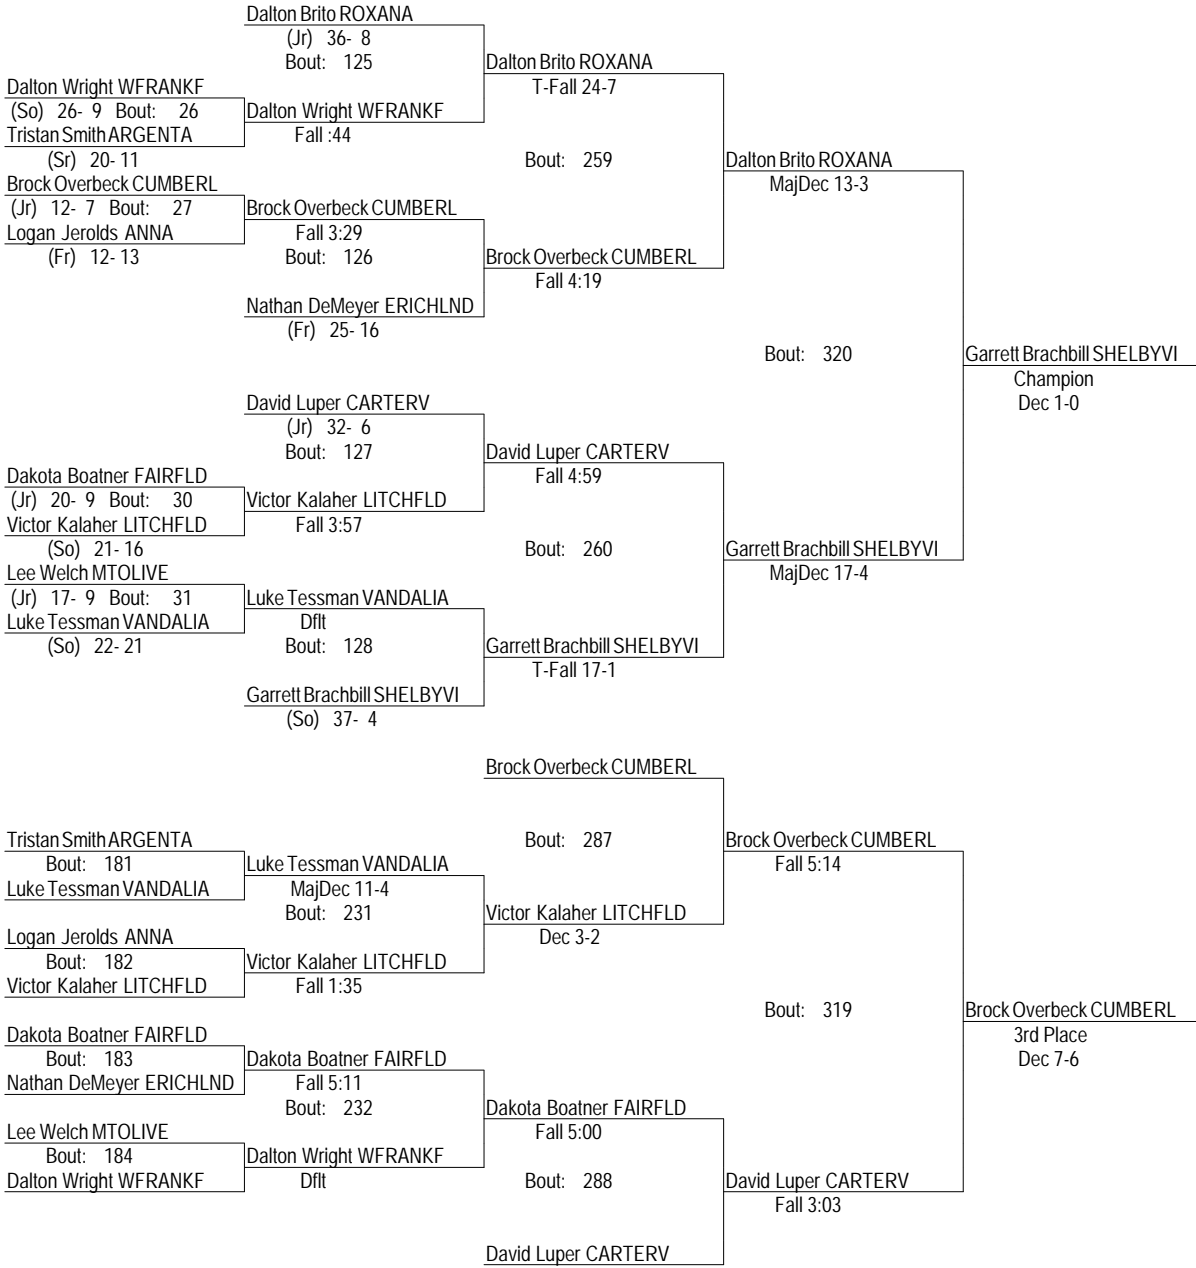 Dalton Brito ROXANA
(Jr) 36- 8
Bout: 125
Dalton Brito ROXANA
T-Fall 24-7
Dalton Wright WFRANKF
(So) 26- 9 Bout: 26
Dalton Wright WFRANKF
Tristan Smith ARGENTA
Fall :44
(Sr) 20- 11
Bout: 259
Dalton Brito ROXANA
MajDec 13-3
Brock Overbeck CUMBERL
(Jr) 12- 7 Bout: 27
Brock Overbeck CUMBERL
Logan Jerolds ANNA
Fall 3:29
(Fr) 12- 13
Bout: 126
Brock Overbeck CUMBERL
Fall 4:19
Nathan DeMeyer ERICHLND
(Fr) 25- 16
Bout: 320
Garrett Brachbill SHELBYVI
Champion
Dec 1-0
David Luper CARTERV
(Jr) 32- 6
Bout: 127
David Luper CARTERV
Fall 4:59
Dakota Boatner FAIRFLD
(Jr) 20- 9 Bout: 30
Victor Kalaher LITCHFLD
Victor Kalaher LITCHFLD
Fall 3:57
(So) 21- 16
Bout: 260
Garrett Brachbill SHELBYVI
MajDec 17-4
Lee Welch MTOLIVE
(Jr) 17- 9 Bout: 31
Luke Tessman VANDALIA
Luke Tessman VANDALIA
Dflt
(So) 22- 21
Bout: 128
Garrett Brachbill SHELBYVI
T-Fall 17-1
Garrett Brachbill SHELBYVI
(So) 37- 4
Brock Overbeck CUMBERL
Bout: 287
Brock Overbeck CUMBERL
Fall 5:14
Tristan Smith ARGENTA
Bout: 181
Luke Tessman VANDALIA
Luke Tessman VANDALIA
MajDec 11-4
Bout: 231
Victor Kalaher LITCHFLD
Dec 3-2
Logan Jerolds ANNA
Bout: 182
Victor Kalaher LITCHFLD
Victor Kalaher LITCHFLD
Fall 1:35
Bout: 319
Brock Overbeck CUMBERL
3rd Place
Dec 7-6
Dakota Boatner FAIRFLD
Bout: 183
Dakota Boatner FAIRFLD
Nathan DeMeyer ERICHLND
Fall 5:11
Bout: 232
Dakota Boatner FAIRFLD
Fall 5:00
Lee Welch MTOLIVE
Bout: 184
Dalton Wright WFRANKF
Dalton Wright WFRANKF
Dflt
Bout: 288
David Luper CARTERV
Fall 3:03
David Luper CARTERV